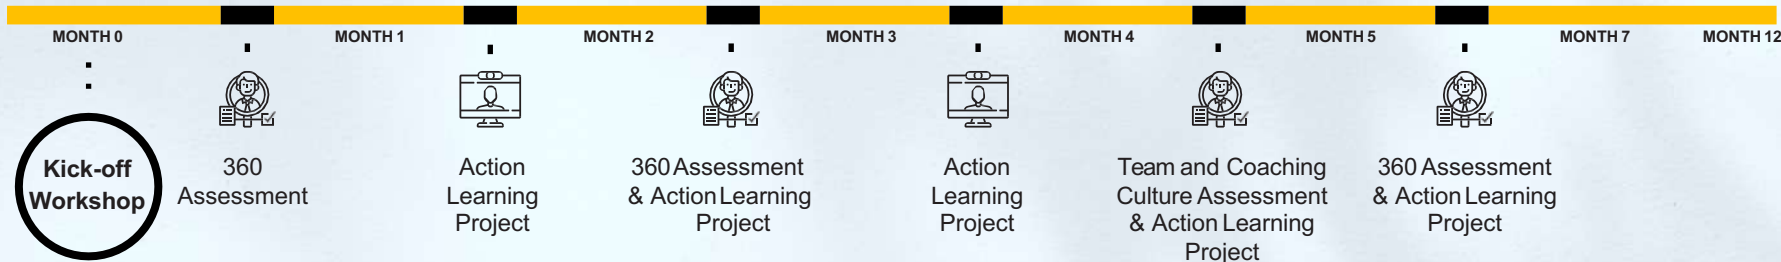 MONTH 0
MONTH 1
MONTH 2
MONTH 3
MONTH 4
MONTH 5
MONTH 7
MONTH 12
Kick-off
Workshop
360
Assessment
Action
Learning
Project
360 Assessment
& Action Learning
Project
Action
Learning
Project
Team and Coaching
Culture Assessment
& Action Learning
Project
360 Assessment
& Action Learning
Project